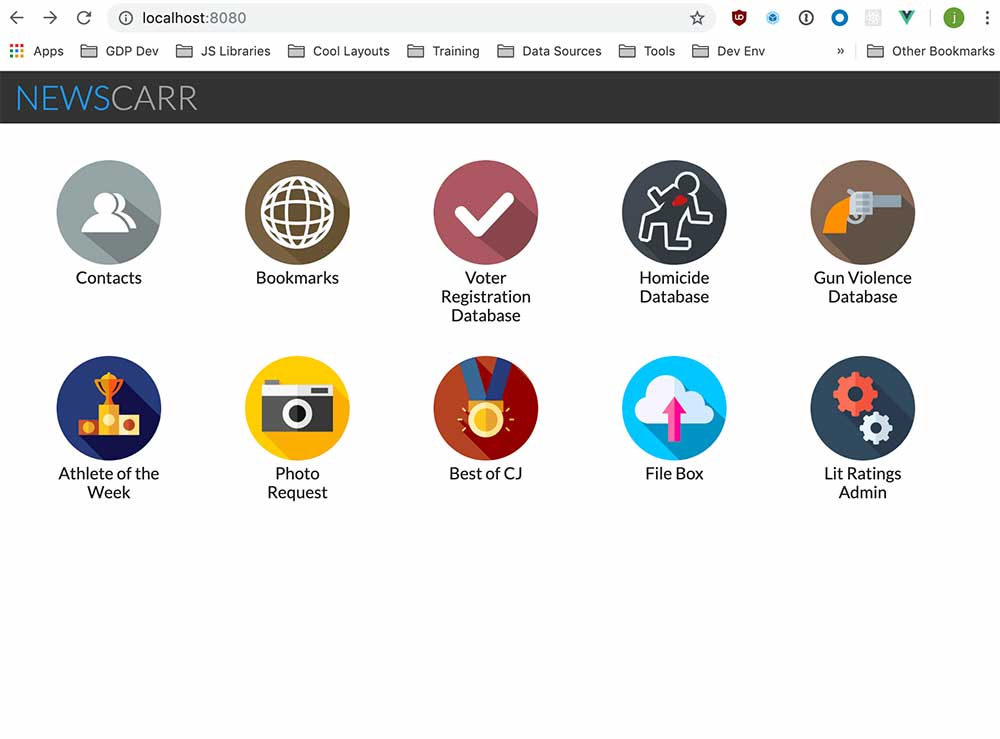 localhost:8080
j
Apps GDP Dev JS Libraries Cool Layouts Training Data Sources Tools Dev Env » Other Bookmarks
NEWSCARR
Contacts
Bookmarks
Voter
Registration
Database
Homicide
Database
Gun Violence
Database
Athlete of the
Week
Photo
Request
Best of CJ
File Box
Lit Ratings
Admin